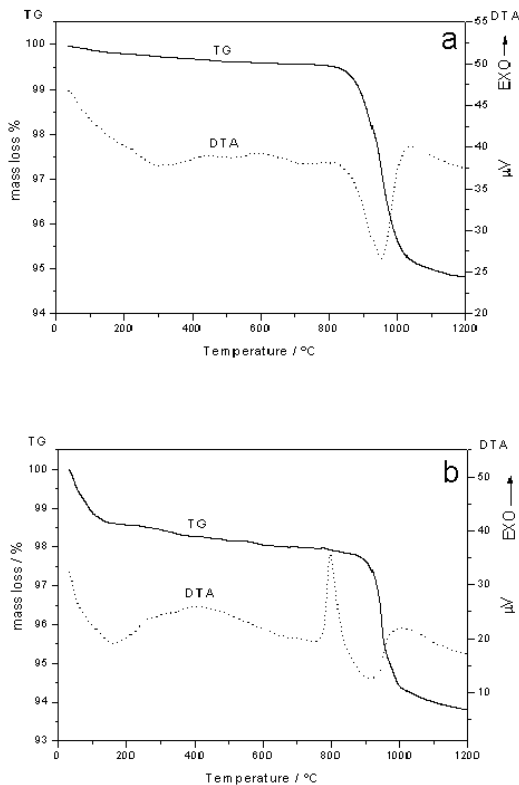 TG
DTA
a
100
99
98
97
96
95
94
55
50
45
40
35
30
25
20
TG
DTA
mass loss %
EXO
µV
0 200 400 600 800 1000 1200
Temperature / °C
TG
DTA
b
100
99
98
97
96
95
94
93
50
40
30
20
10
TG
DTA
mass loss / %
EXO
µV
0 200 400 600 800 1000 1200
Temperature / °C